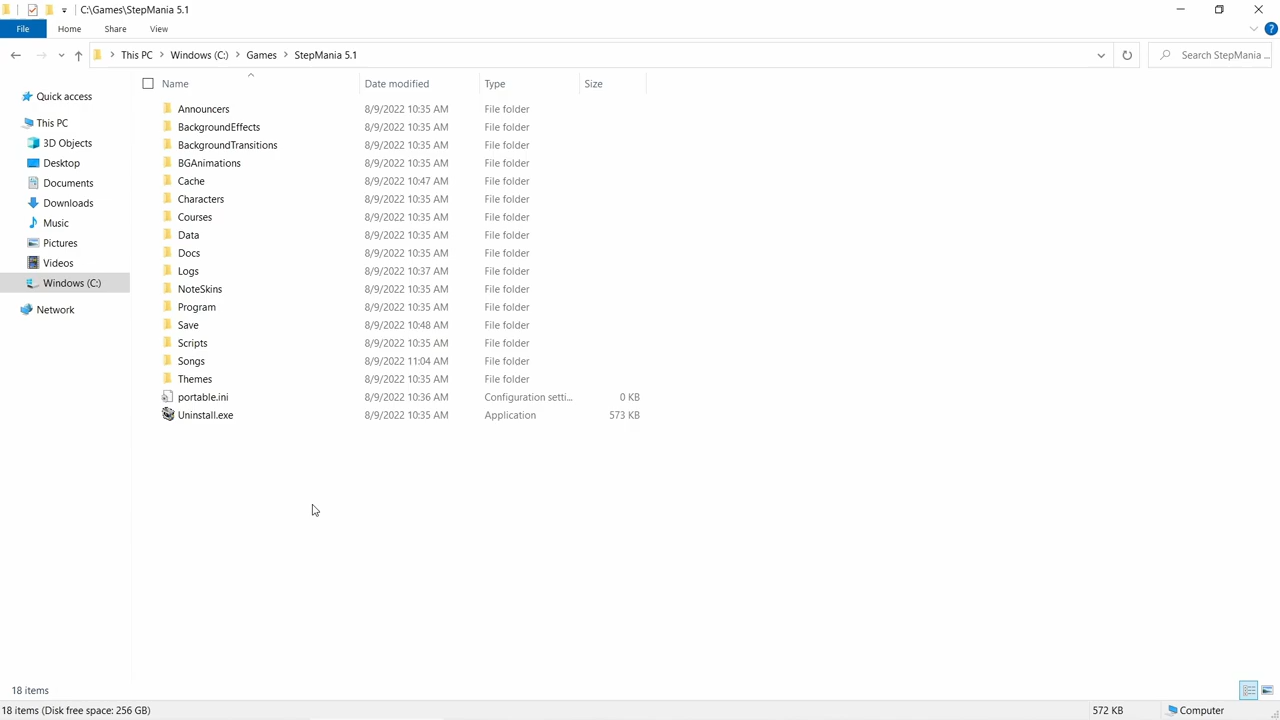 C:\Games\StepMania 5.1
File Home Share View
This PC Windows (C:) Games StepMania 5.1 Search StepMania ...
Name Date modified Type Size
Quick access
This PC
3D Objects
Desktop
Documents
Downloads
Music
Pictures
Videos
Windows (C:)
Network
Announcers 8/9/2022 10:35 AM File folder
BackgroundEffects 8/9/2022 10:35 AM File folder
BackgroundTransitions 8/9/2022 10:35 AM File folder
BGAnimations 8/9/2022 10:35 AM File folder
Cache 8/9/2022 10:47 AM File folder
Characters 8/9/2022 10:35 AM File folder
Courses 8/9/2022 10:35 AM File folder
Data 8/9/2022 10:35 AM File folder
Docs 8/9/2022 10:35 AM File folder
Logs 8/9/2022 10:37 AM File folder
NoteSkins 8/9/2022 10:35 AM File folder
Program 8/9/2022 10:35 AM File folder
Save 8/9/2022 10:48 AM File folder
Scripts 8/9/2022 10:35 AM File folder
Songs 8/9/2022 11:04 AM File folder
Themes 8/9/2022 10:35 AM File folder
portable.ini 8/9/2022 10:36 AM Configuration setti... 0 KB
Uninstall.exe 8/9/2022 10:35 AM Application 573 KB
18 items
18 items (Disk free space: 256 GB) 572 KB Computer